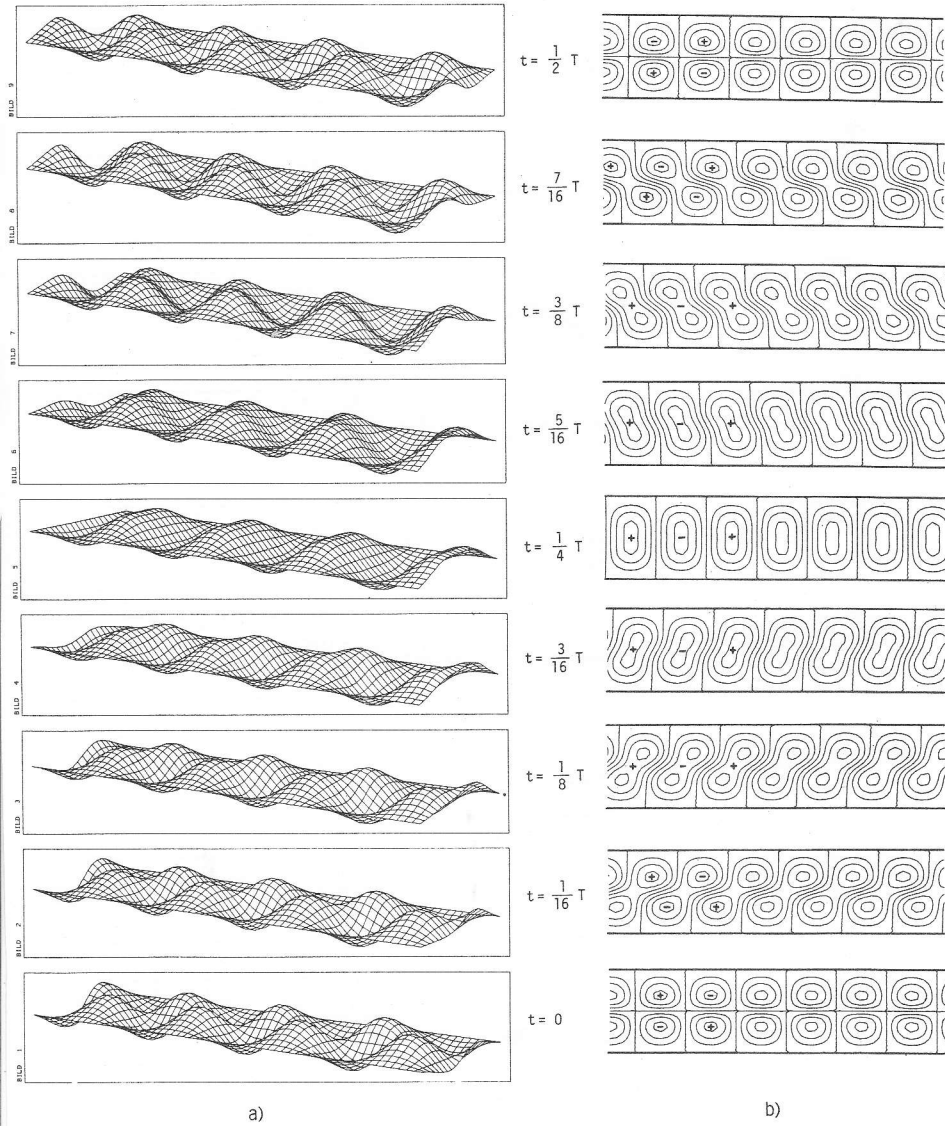 BILD 9
t = 1/2 T
- +
+ -
BILD 8
t = 7/16 T
+ - +
+ -
BILD 7
t = 3/8 T
+ - +
BILD 6
t = 5/16 T
+ - +
BILD 5
t = 1/4 T
+ - +
BILD 4
t = 3/16 T
+ - +
BILD 3
t = 1/8 T
+ - +
BILD 2
t = 1/16 T
+ -
- +
BILD 1
t = 0
+ -
- +
a)
b)